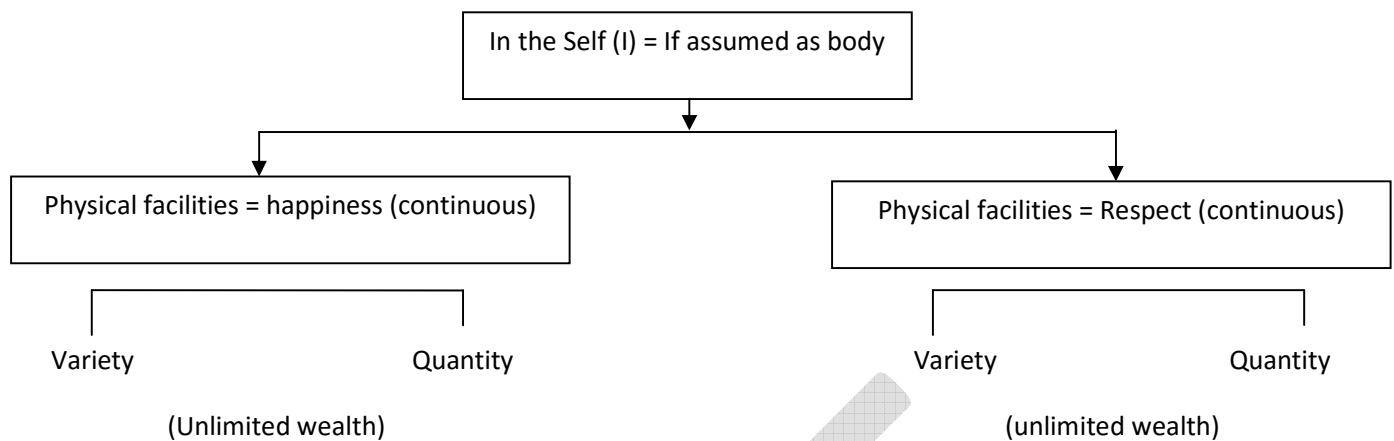 In the Self (I) = If assumed as body
Physical facilities = happiness (continuous)
Physical facilities = Respect (continuous)
Variety
Quantity
Variety
Quantity
(Unlimited wealth)
(unlimited wealth)